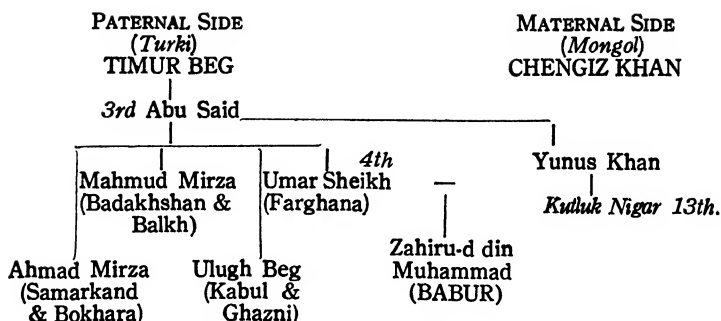 PATERNAL SIDE
(Turki)
TIMUR BEG
MATERNAL SIDE
(Mongol)
CHENGIZ KHAN
3rd Abu Said
Mahmud Mirza
(Badakhshan &
Balkh)
4th
Umar Sheikh
(Farghana)
—
Yunus Khan
Kutluk Nigar 13th.
Ahmad Mirza
(Samarkand
& Bokhara)
Ulugh Beg
(Kabul &
Ghazni)
Zahiru-d din
Muhammad
(BABUR)